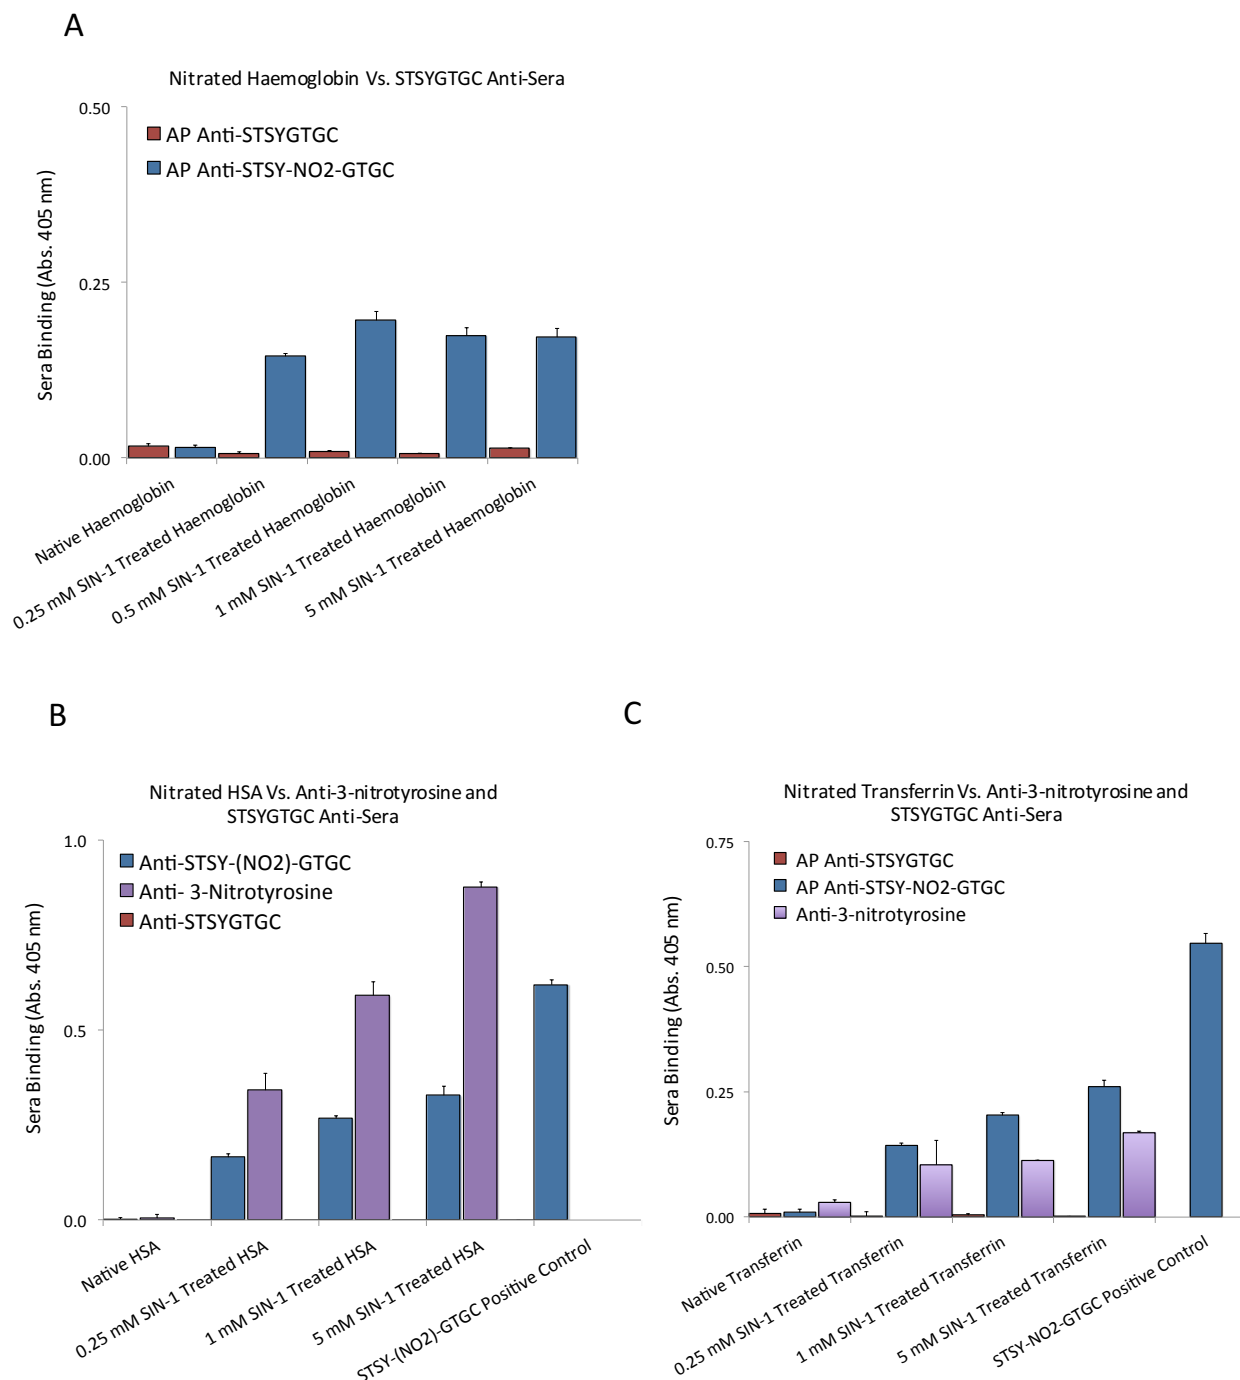 A
Nitrated Haemoglobin Vs. STSYGTGC Anti-Sera
0.50
0.25
0.00
Sera Binding (Abs. 405 nm)
AP Anti-STSYGTGC
AP Anti-STSY-NO2-GTGC
Native Haemoglobin
0.25 mM SIN-1 Treated Haemoglobin
0.5 mM SIN-1 Treated Haemoglobin
1 mM SIN-1 Treated Haemoglobin
5 mM SIN-1 Treated Haemoglobin
B
Nitrated HSA Vs. Anti-3-nitrotyrosine and
STSYGTGC Anti-Sera
1.0
0.5
0.0
Sera Binding (Abs. 405 nm)
Anti-STSY-(NO2)-GTGC
Anti- 3-Nitrotyrosine
Anti-STSYGTGC
Native HSA
0.25 mM SIN-1 Treated HSA
1 mM SIN-1 Treated HSA
5 mM SIN-1 Treated HSA
STSY-(NO2)-GTGC Positive Control
C
Nitrated Transferrin Vs. Anti-3-nitrotyrosine and
STSYGTGC Anti-Sera
0.75
0.50
0.25
0.00
Sera Binding (Abs. 405 nm)
AP Anti-STSYGTGC
AP Anti-STSY-NO2-GTGC
Anti-3-nitrotyrosine
Native Transferrin
0.25 mM SIN-1 Treated Transferrin
1 mM SIN-1 Treated Transferrin
5 mM SIN-1 Treated Transferrin
STSY-NO2-GTGC Positive Control